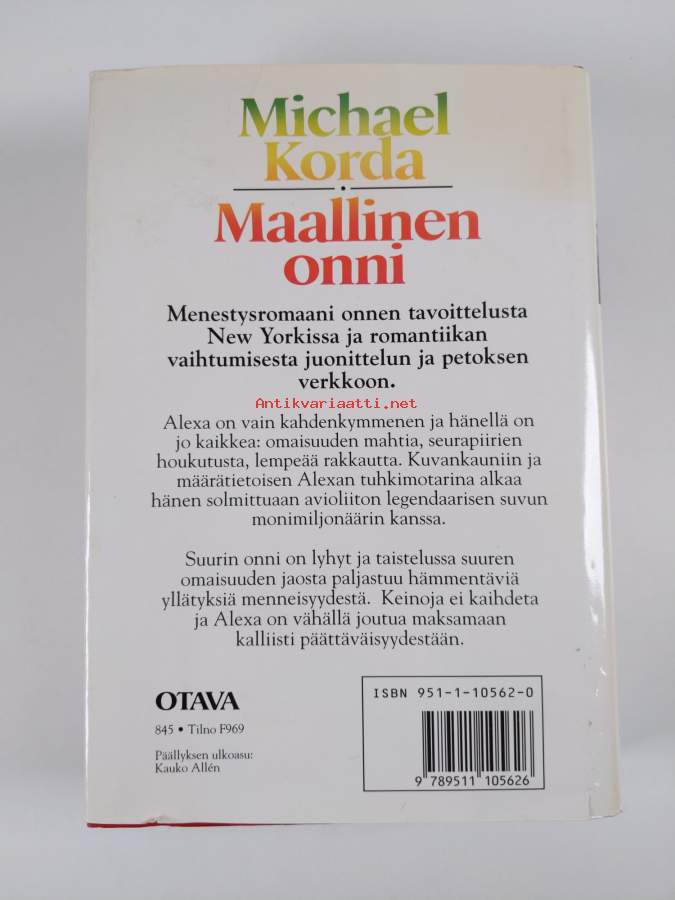 Michael
Korda
Maallinen
onni
Menestysromaani onnen tavoittelusta
New Yorkissa ja romantiikan
vaihtumisesta juonittelun ja petoksen
verkkoon.
Antikvariaatti.net
Alexa on vain kahdenkymmenen ja hänellä on
jo kaikkea: omaisuuden mahtia, seurapiirien
houkutusta, lempeää rakkautta. Kuvankauniin ja
määrätietoisen Alexan tuhkimotarina alkaa
hänen solmittuaan avioliiton legendaarisen suvun
monimiljonäärin kanssa.
Suurin onni on lyhyt ja taistelussa suuren
omaisuuden jaosta paljastuu hämmentäviä
yllätyksiä menneisyydestä. Keinoja ei kaihdeta
ja Alexa on vähällä joutua maksamaan
kalliisti päättäväisyydestään.
OTAVA
845 • Tilno F969
Päällyksen ulkoasu:
Kauko Allén
ISBN 951-1-10562-0
9 789511 105626